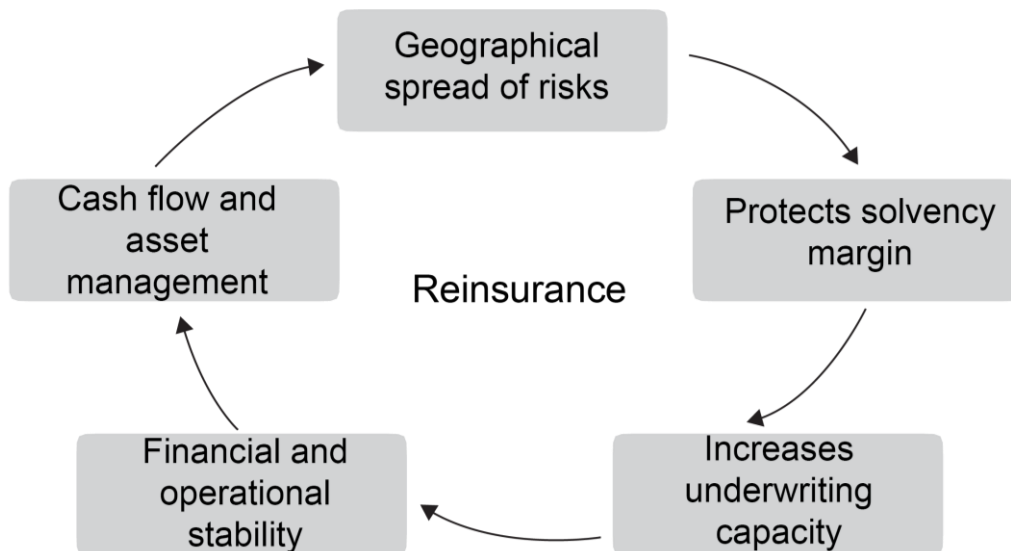 Geographical
spread of risks
Protects solvency
margin
Increases
underwriting
capacity
Financial and
operational
stability
Cash flow and
asset
management
Reinsurance